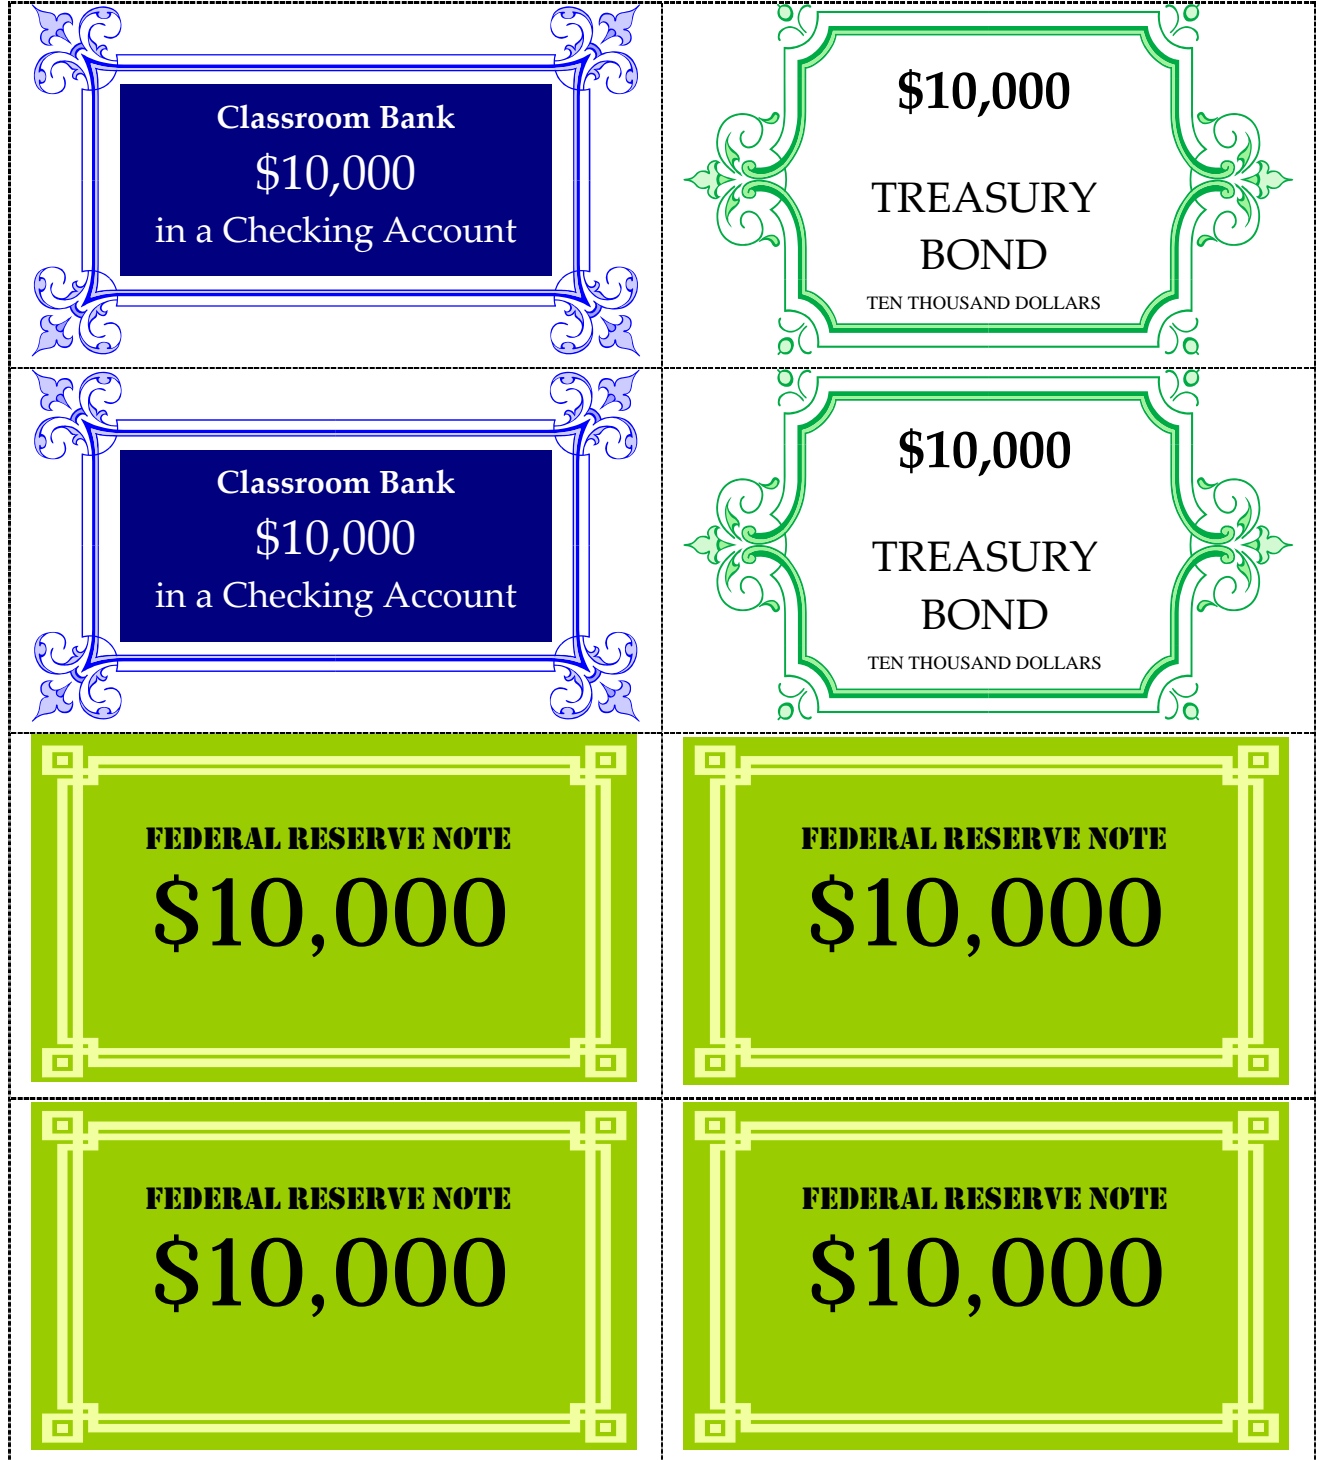 Classroom Bank
$10,000
in a Checking Account
$10,000
TREASURY
BOND
TEN THOUSAND DOLLARS
Classroom Bank
$10,000
in a Checking Account
$10,000
TREASURY
BOND
TEN THOUSAND DOLLARS
FEDERAL RESERVE NOTE
$10,000
FEDERAL RESERVE NOTE
$10,000
FEDERAL RESERVE NOTE
$10,000
FEDERAL RESERVE NOTE
$10,000